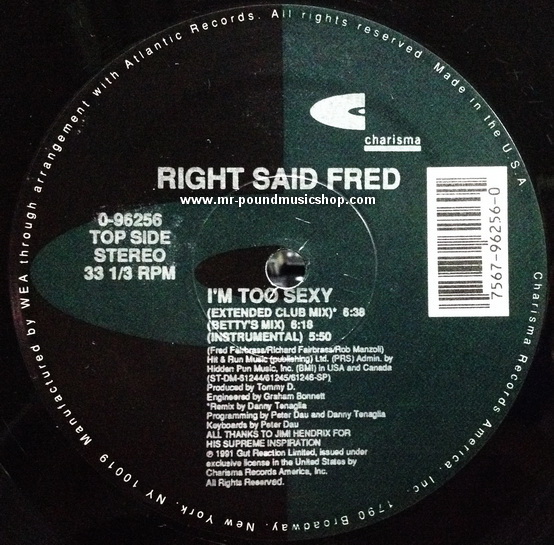 Manufactured by WEA through arrangement with Atlantic Records. All rights reserved. Made in the U.S.A
charisma
RIGHT SAID FRED
www.mr-poundmusicshop.com
0-96256
TOP SIDE
STEREO
33 1/3 RPM
7567-96256-0
I'M TOO SEXY
(EXTENDED CLUB MIX)* 6:38
(BETTY'S MIX) 6:18
(INSTRUMENTAL) 5:50
(Fred Fairbrass/Richard Fairbrass/Rob Manzoli)
Hit & Run Music (publishing) Ltd. (PRS) Admin. by
Hidden Pun Music, Inc. (BMI) in USA and Canada
(ST-DM-61244/61245/61246-SP)
Produced by Tommy D.
Engineered by Graham Bonnett
*Remix by Danny Tenaglia
Programming by Peter Dau and Danny Tenaglia
Keyboards by Peter Dau
ALL THANKS TO JIMI HENDRIX FOR
HIS SUPREME INSPIRATION
℗ 1991 Gut Reaction Limited, issued under
exclusive license in the United States by
Charisma Records America, Inc.
All Rights Reserved.
Charisma Records America, Inc. 1790 Broadway, New York, NY 10019